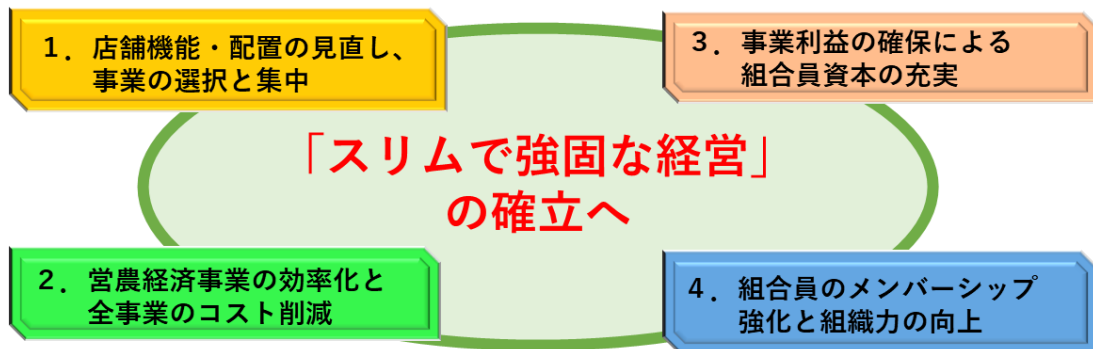 １．店舗機能・配置の見直し、
事業の選択と集中
２．営農経済事業の効率化と
全事業のコスト削減
３．事業利益の確保による
組合員資本の充実
４．組合員のメンバーシップ
強化と組織力の向上
「スリムで強固な経営」
の確立へ